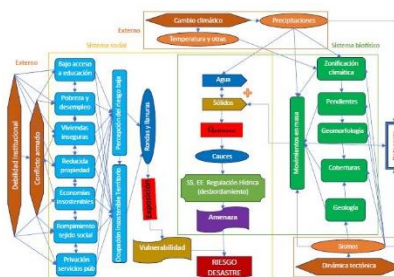 Externo
Cambio climático
Precipitaciones
Temperatura y otras
Sistema social
Sistema biofísico
Externo
Bajo acceso a educación
Pobreza y desempleo
Viviendas inseguras
Reducida propiedad
Economías insostenibles
Rompimiento tejido social
Privación servicios pub
Debilidad Institucional
Conflicto armado
Percepción del riesgo baja
Ocupación Insostenible Territorio
Rondas y llanuras
Exposición
Vulnerabilidad
Agua
Sólidos
Cauces
SS, EE. Regulación Hídrica (desbordamiento)
Amenaza
RIESGO DESASTRE
Movimientos en masa
Zonificación climática
Pendientes
Geomorfología
Coberturas
Geología
Sismos
Dinámica tectónica